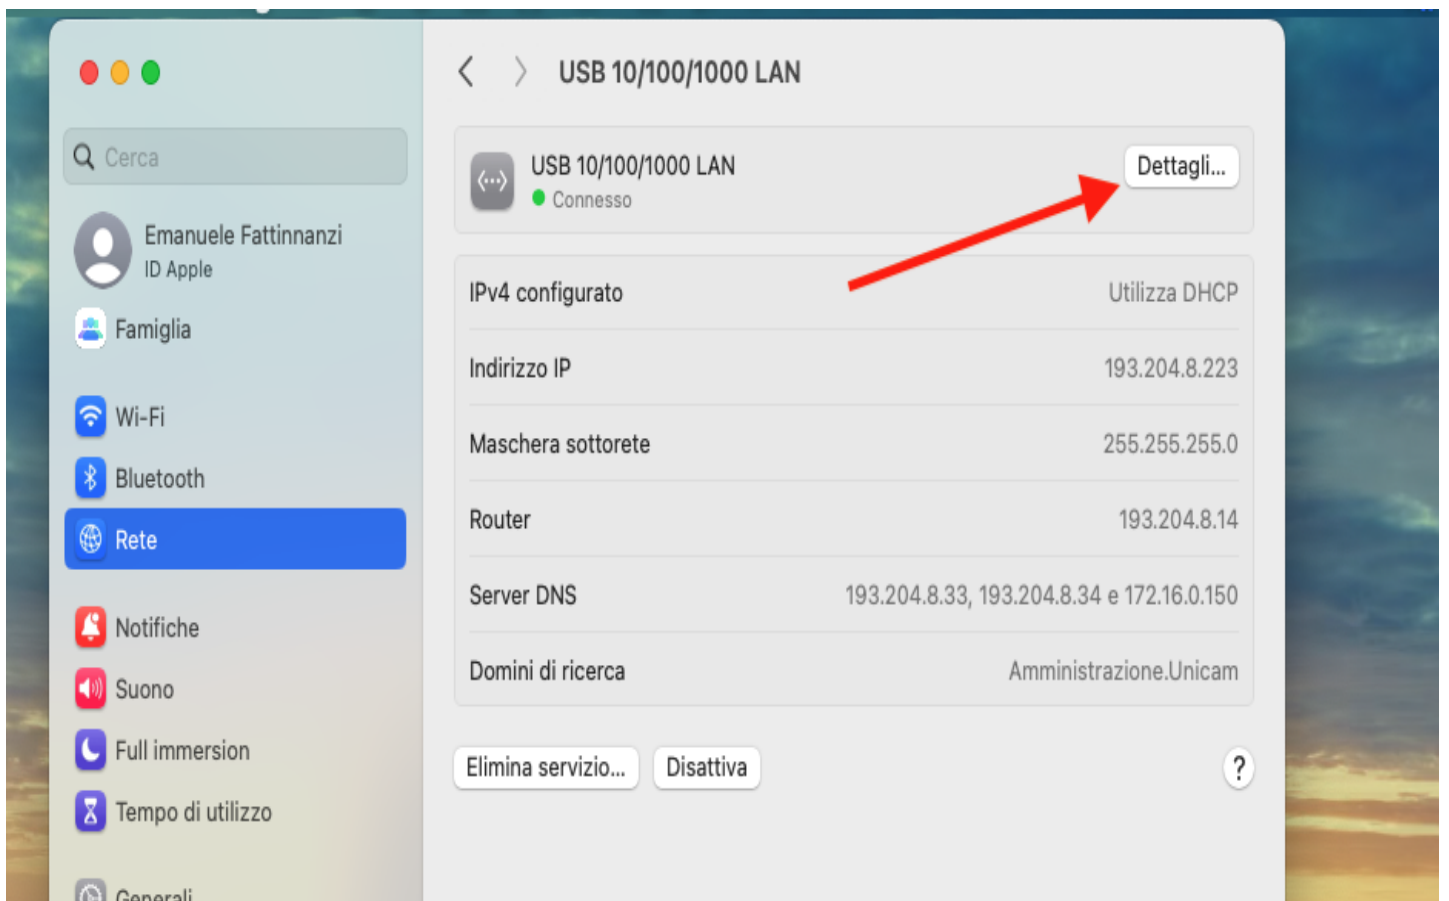 USB 10/100/1000 LAN
Cerca
Emanuele Fattinnanzi
ID Apple
Famiglia
Wi-Fi
Bluetooth
Rete
Notifiche
Suono
Full immersion
Tempo di utilizzo
Generali
USB 10/100/1000 LAN
Connesso
Dettagli...
IPv4 configurato Utilizza DHCP
Indirizzo IP 193.204.8.223
Maschera sottorete 255.255.255.0
Router 193.204.8.14
Server DNS 193.204.8.33, 193.204.8.34 e 172.16.0.150
Domini di ricerca Amministrazione.Unicam
Elimina servizio... Disattiva ?